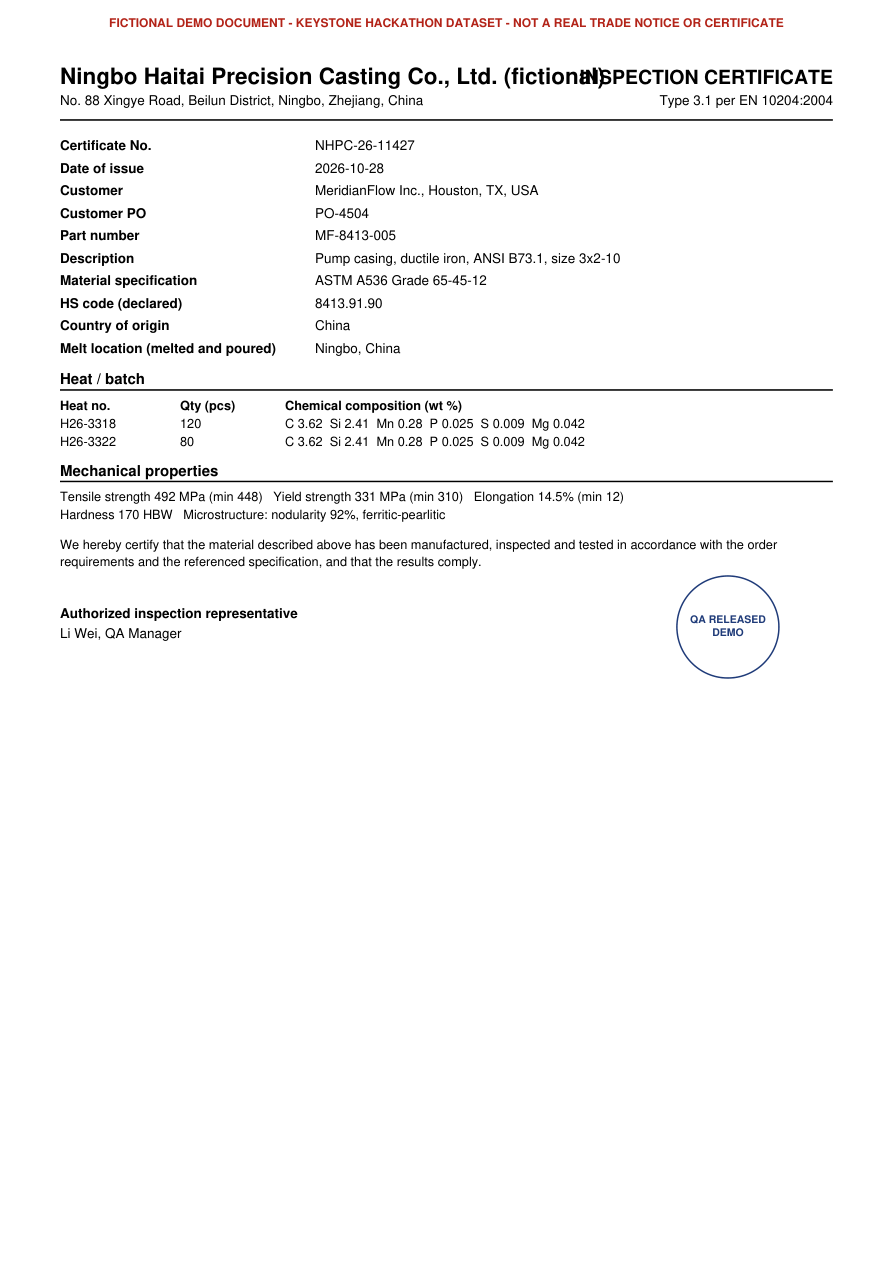 FICTIONAL DEMO DOCUMENT - KEYSTONE HACKATHON DATASET - NOT A REAL TRADE NOTICE OR CERTIFICATE
Ningbo Haitai Precision Casting Co., Ltd. (fictional) INSPECTION CERTIFICATE
No. 88 Xingye Road, Beilun District, Ningbo, Zhejiang, China Type 3.1 per EN 10204:2004
Certificate No. NHPC-26-11427
Date of issue 2026-10-28
Customer MeridianFlow Inc., Houston, TX, USA
Customer PO PO-4504
Part number MF-8413-005
Description Pump casing, ductile iron, ANSI B73.1, size 3x2-10
Material specification ASTM A536 Grade 65-45-12
HS code (declared) 8413.91.90
Country of origin China
Melt location (melted and poured) Ningbo, China
Heat / batch
Heat no. Qty (pcs) Chemical composition (wt %)
H26-3318 120 C 3.62 Si 2.41 Mn 0.28 P 0.025 S 0.009 Mg 0.042
H26-3322 80 C 3.62 Si 2.41 Mn 0.28 P 0.025 S 0.009 Mg 0.042
Mechanical properties
Tensile strength 492 MPa (min 448) Yield strength 331 MPa (min 310) Elongation 14.5% (min 12)
Hardness 170 HBW Microstructure: nodularity 92%, ferritic-pearlitic
We hereby certify that the material described above has been manufactured, inspected and tested in accordance with the order
requirements and the referenced specification, and that the results comply.
Authorized inspection representative
Li Wei, QA Manager
QA RELEASED
DEMO